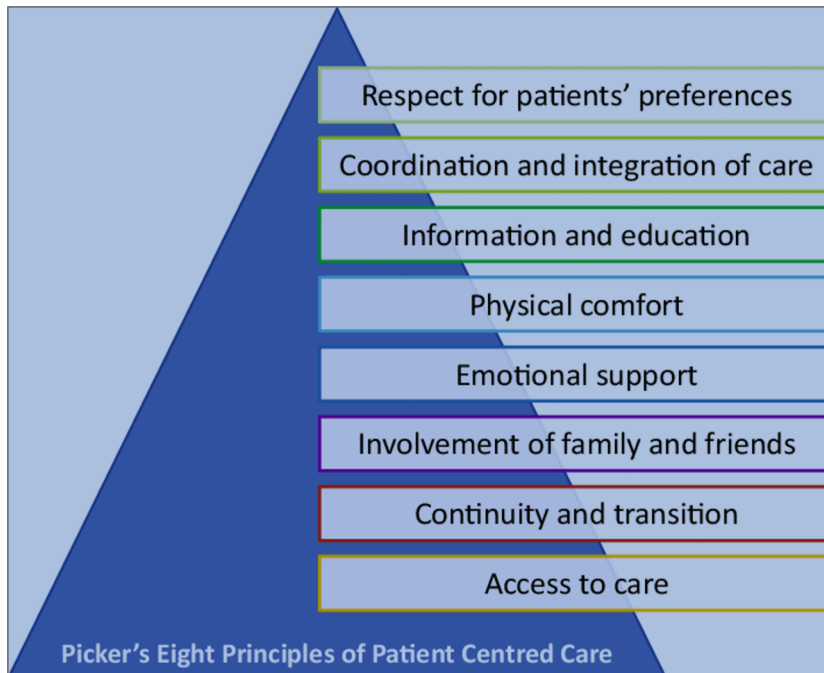 Respect for patients' preferences
Coordination and integration of care
Information and education
Physical comfort
Emotional support
Involvement of family and friends
Continuity and transition
Access to care
Picker's Eight Principles of Patient Centred Care